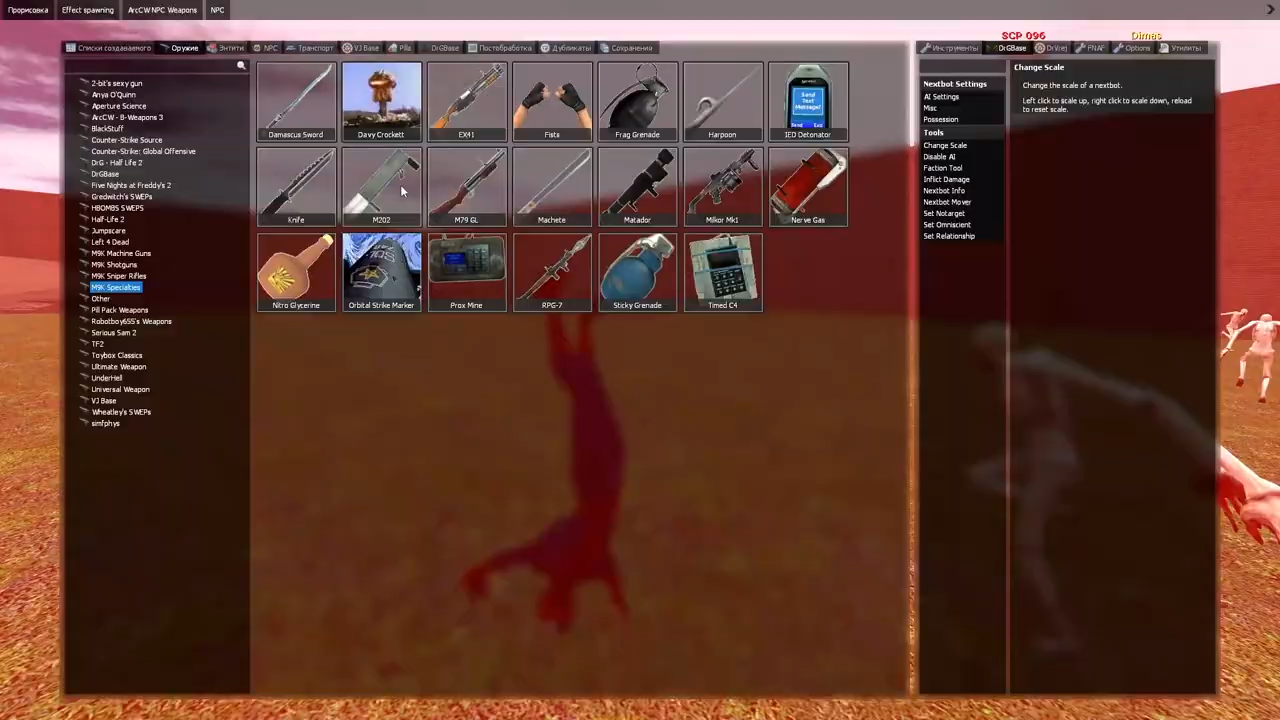 Прорисовка Effect spawning ArcCW NPC Weapons NPC
SCP 096 Dimas
Списки создаваемого Оружие Энтити NPC Транспорт VJ Base Pill DrGBase Постобработка Дубликаты Сохранения
Инструменты DrGBase DrVrej FNAF Options Утилиты
2-bit's sexy gun
Anya O'Quinn
Aperture Science
ArcCW - B-Weapons 3
BlackStuff
Counter-Strike Source
Counter-Strike: Global Offensive
DrG - Half Life 2
DrGBase
Five Nights at Freddy's 2
Gredwitch's SWEPs
HBOMBS SWEPS
Half-Life 2
Jumpscare
Left 4 Dead
M9K Machine Guns
M9K Shotguns
M9K Sniper Rifles
M9K Specialties
Other
Pill Pack Weapons
Robotboy655's Weapons
Serious Sam 2
TF2
Toybox Classics
Ultimate Weapon
UnderHell
Universal Weapon
VJ Base
Wheatley's SWEPs
simfphys
Send
Text
Message!
Damascus Sword Davy Crockett EX41 Fists Frag Grenade Harpoon IED Detonator
Knife M202 M79 GL Machete Matador Milkor Mk1 Nerve Gas
Nitro Glycerine Orbital Strike Marker Prox Mine RPG-7 Sticky Grenade Timed C4
Nextbot Settings
AI Settings
Misc
Possession
Tools
Change Scale
Disable AI
Faction Tool
Inflict Damage
Nextbot Info
Nextbot Mover
Set Notarget
Set Omniscient
Set Relationship
Change Scale
Change the scale of a nextbot.
Left click to scale up, right click to scale down, reload
to reset scale.